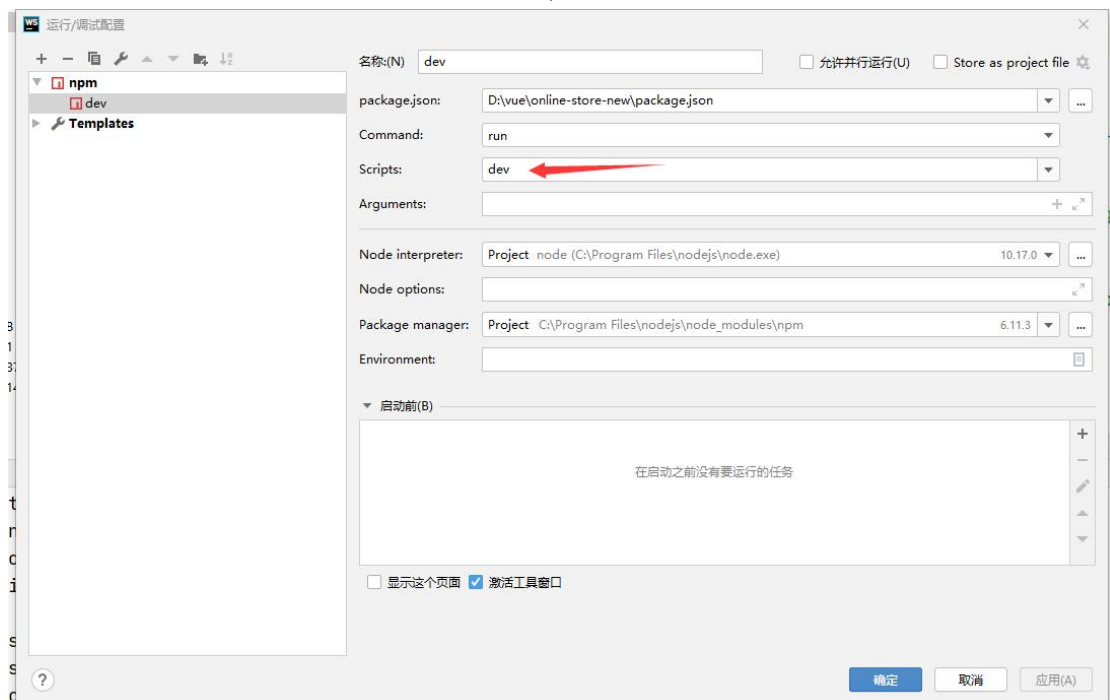 WS 运行/调试配置
npm
dev
Templates
名称:(N) dev 允许并行运行(U) Store as project file
package.json: D:\vue\online-store-new\package.json ...
Command: run
Scripts: dev
Arguments:
Node interpreter: Project node (C:\Program Files\nodejs\node.exe) 10.17.0 ...
Node options:
Package manager: Project C:\Program Files\nodejs\node_modules\npm 6.11.3 ...
Environment:
启动前(B)
在启动之前没有要运行的任务
显示这个页面 激活工具窗口
? 确定 取消 应用(A)